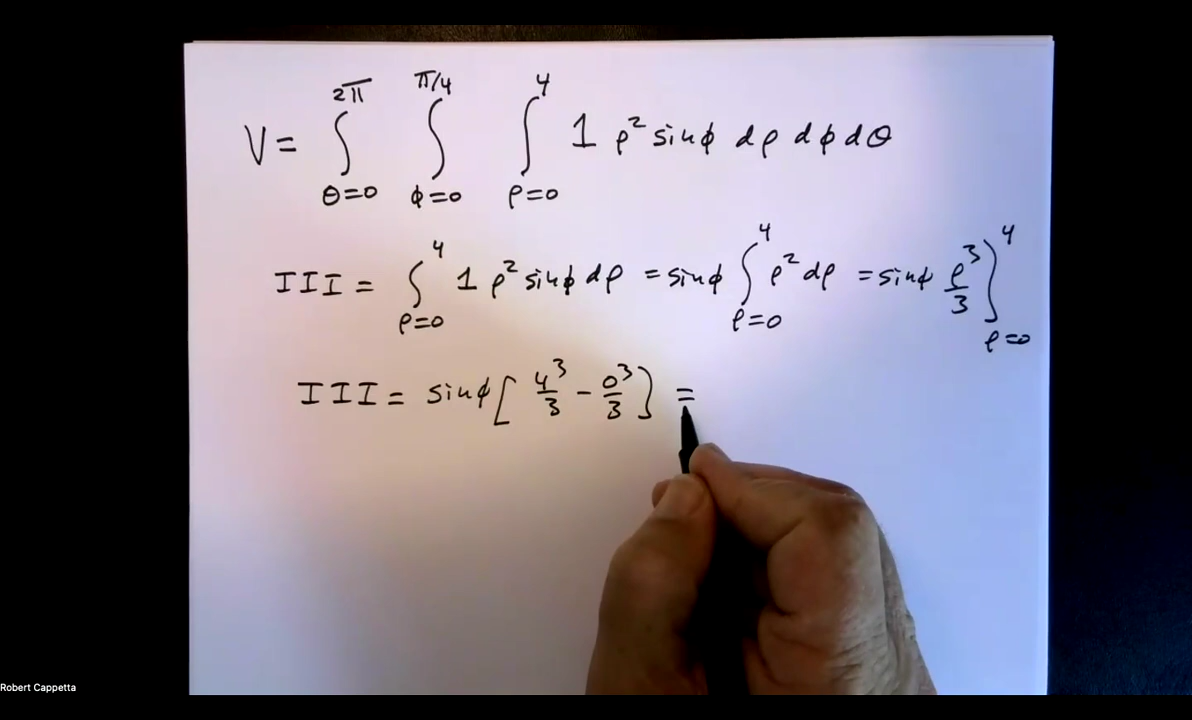 V = ∫_{θ=0}^{2π} ∫_{φ=0}^{π/4} ∫_{ρ=0}^{4} 1 ρ² sinφ dρ dφ dθ
III = ∫_{ρ=0}^{4} 1 ρ² sinφ dρ = sinφ ∫_{ρ=0}^{4} ρ² dρ = sinφ ρ³/3 ]_{ρ=0}^{4}
III = sinφ [ 4³/3 - 0³/3 ] =
Robert Cappetta